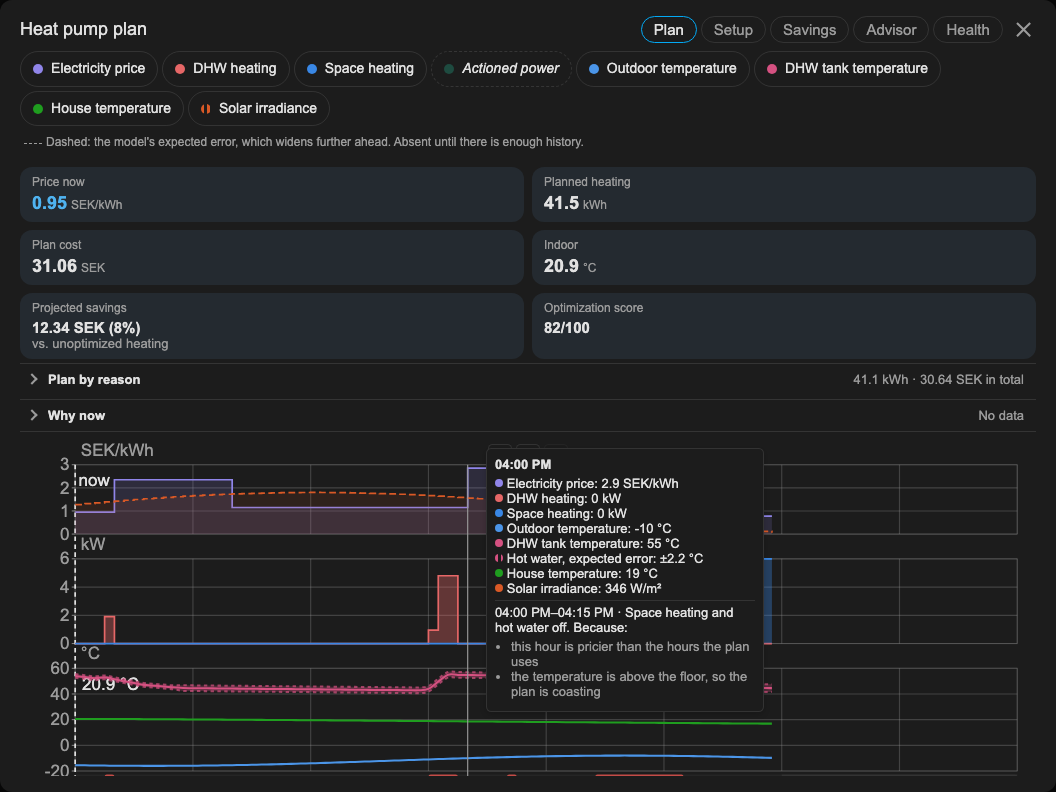 Heat pump plan
Plan
Setup
Savings
Advisor
Health
Electricity price
DHW heating
Space heating
Actioned power
Outdoor temperature
DHW tank temperature
House temperature
Solar irradiance
---- Dashed: the model's expected error, which widens further ahead. Absent until there is enough history.
Price now
0.95 SEK/kWh
Planned heating
41.5 kWh
Plan cost
31.06 SEK
Indoor
20.9 °C
Projected savings
12.34 SEK (8%)
vs. unoptimized heating
Optimization score
82/100
Plan by reason
41.1 kWh · 30.64 SEK in total
Why now
No data
SEK/kWh
3
now
2
1
0
kW
6
4
2
0
°C
60
20.9 °C
40
20
0
-20
04:00 PM
Electricity price: 2.9 SEK/kWh
DHW heating: 0 kW
Space heating: 0 kW
Outdoor temperature: -10 °C
DHW tank temperature: 55 °C
Hot water, expected error: ±2.2 °C
House temperature: 19 °C
Solar irradiance: 346 W/m²
04:00 PM–04:15 PM · Space heating and
hot water off. Because:
• this hour is pricier than the hours the plan
uses
• the temperature is above the floor, so the
plan is coasting